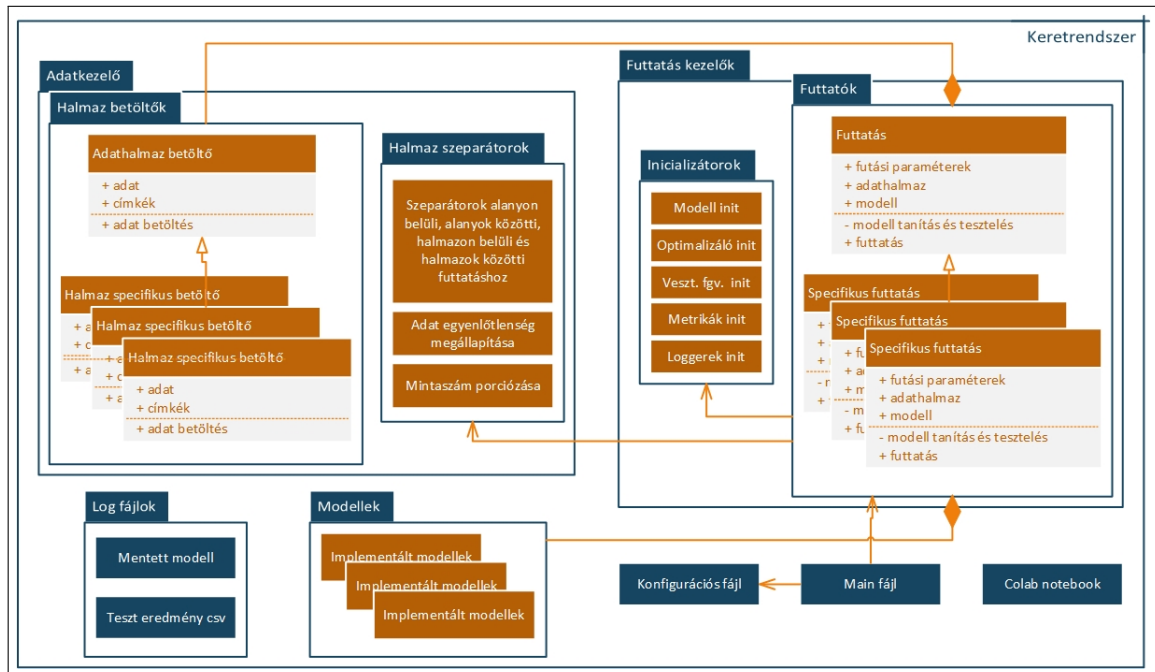 Keretrendszer
Adatkezelő
Halmaz betöltők
Adathalmaz betöltő
+ adat
+ címkék
+ adat betöltés
Halmaz specifikus betöltő
+ a
+ c
+ a
Halmaz specifikus betöltő
+ a
+ c
+ a
Halmaz specifikus betöltő
+ adat
+ címkék
+ adat betöltés
Halmaz szeparátorok
Szeparátorok alanyon
belüli, alanyok közötti,
halmazon belüli és
halmazok közötti
futtatáshoz
Adat egyenlőtlenség
megállapítása
Mintaszám porciózása
Futtatás kezelők
Inicializátorok
Modell init
Optimalizáló init
Veszt. fgv. init
Metrikák init
Loggerek init
Futtatók
Futtatás
+ futási paraméterek
+ adathalmaz
+ modell
- modell tanítás és tesztelés
+ futtatás
Specifikus futtatás
Specifikus futtatás
+ fu
+ a
+ m
- m
+ fu
Specifikus futtatás
+ futási paraméterek
+ adathalmaz
+ modell
- modell tanítás és tesztelés
+ futtatás
Log fájlok
Mentett modell
Teszt eredmény csv
Modellek
Implementált modellek
Implementált modellek
Implementált modellek
Konfigurációs fájl
Main fájl
Colab notebook